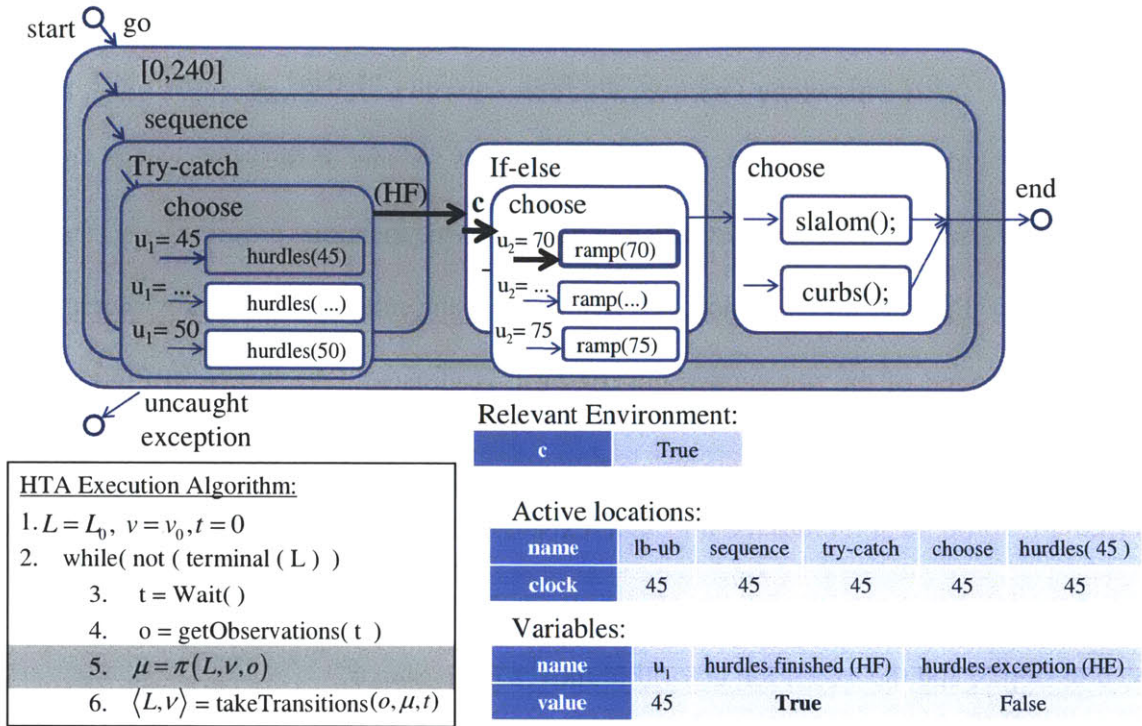 start
go
[0,240]
sequence
Try-catch
choose
u₁= 45
hurdles(45)
u₁= ...
hurdles( ...)
u₁= 50
hurdles(50)
(HF)
c
If-else
choose
u₂= 70
ramp(70)
u₂= ...
ramp(...)
u₂= 75
ramp(75)
choose
slalom();
curbs();
end
uncaught
exception
Relevant Environment:
c True
HTA Execution Algorithm:
1. L = L₀, v = v₀, t = 0
2. while( not ( terminal ( L ) )
3. t = Wait( )
4. o = getObservations( t )
5. μ = π(L,v,o)
6. ⟨L,v⟩ = takeTransitions(o,μ,t)
Active locations:
name lb-ub sequence try-catch choose hurdles( 45 )
clock 45 45 45 45 45
Variables:
name u₁ hurdles.finished (HF) hurdles.exception (HE)
value 45 True False